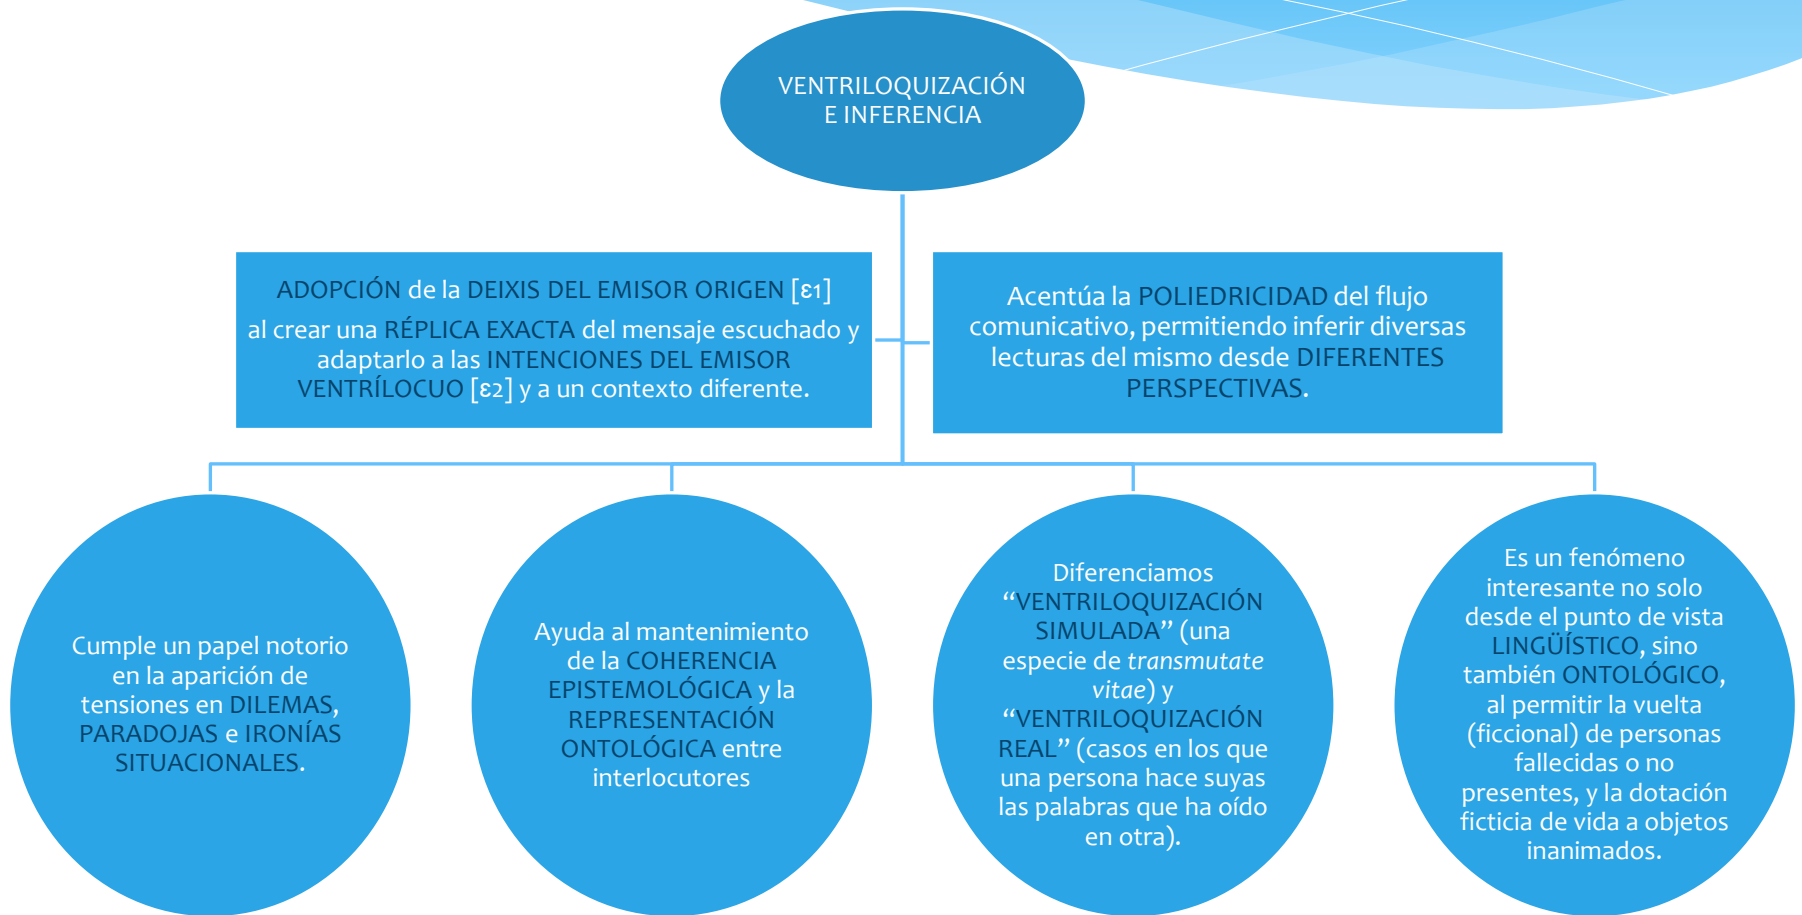 VENTRILOQUIZACIÓN
E INFERENCIA
ADOPCIÓN de la DEIXIS DEL EMISOR ORIGEN [ε1]
al crear una RÉPLICA EXACTA del mensaje escuchado y
adaptarlo a las INTENCIONES DEL EMISOR
VENTRÍLOCUO [ε2] y a un contexto diferente.
Acentúa la POLIEDRICIDAD del flujo
comunicativo, permitiendo inferir diversas
lecturas del mismo desde DIFERENTES
PERSPECTIVAS.
Cumple un papel notorio
en la aparición de
tensiones en DILEMAS,
PARADOJAS e IRONÍAS
SITUACIONALES.
Ayuda al mantenimiento
de la COHERENCIA
EPISTEMOLÓGICA y la
REPRESENTACIÓN
ONTOLÓGICA entre
interlocutores
Diferenciamos
“VENTRILOQUIZACIÓN
SIMULADA” (una
especie de transmutate
vitae) y
“VENTRILOQUIZACIÓN
REAL” (casos en los que
una persona hace suyas
las palabras que ha oído
en otra).
Es un fenómeno
interesante no solo
desde el punto de vista
LINGÜÍSTICO, sino
también ONTOLÓGICO,
al permitir la vuelta
(ficcional) de personas
fallecidas o no
presentes, y la dotación
ficticia de vida a objetos
inanimados.